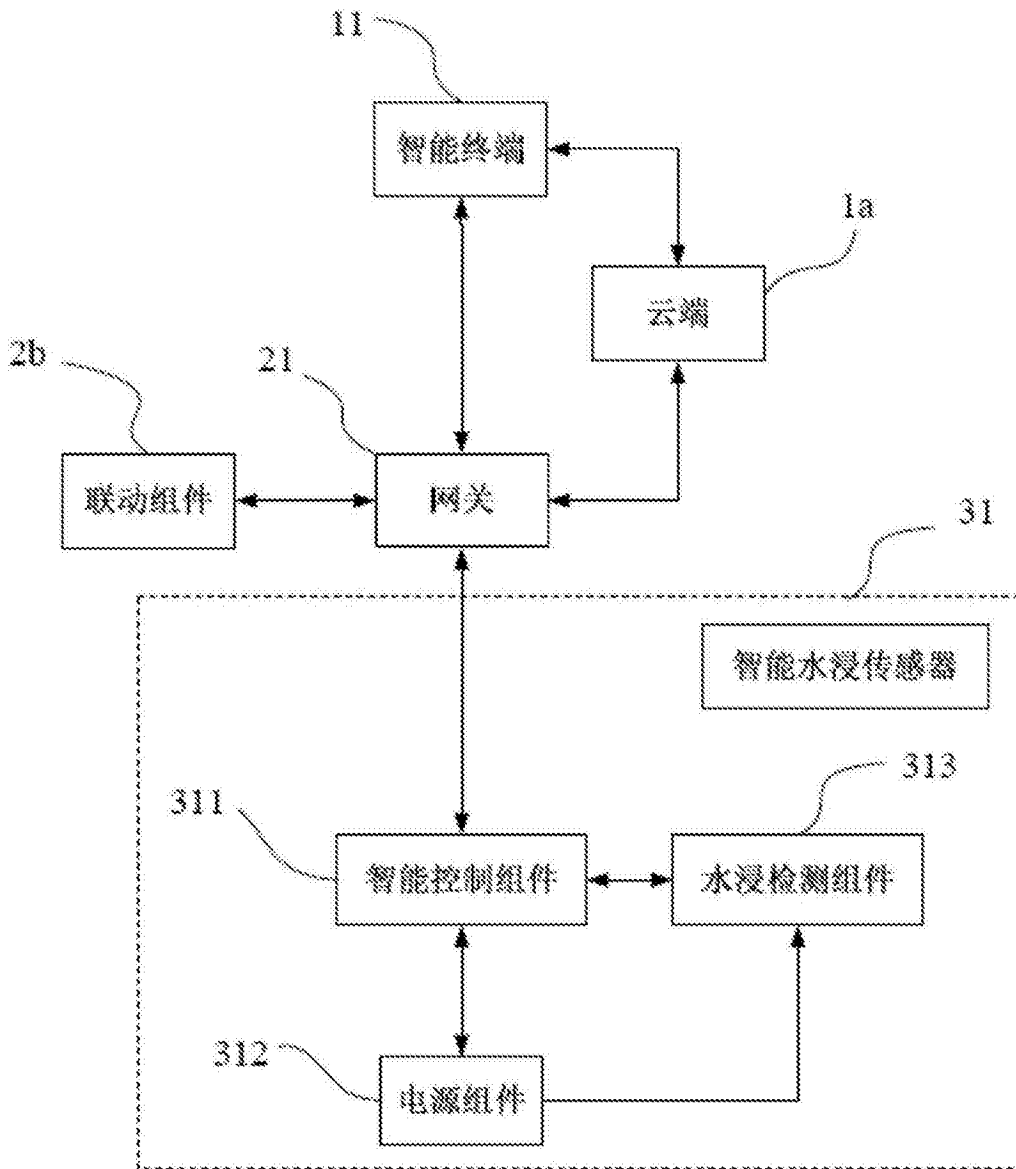 11
智能终端
1a
云端
2b
21
联动组件
网关
31
智能水浸传感器
313
311
智能控制组件
水浸检测组件
312
电源组件